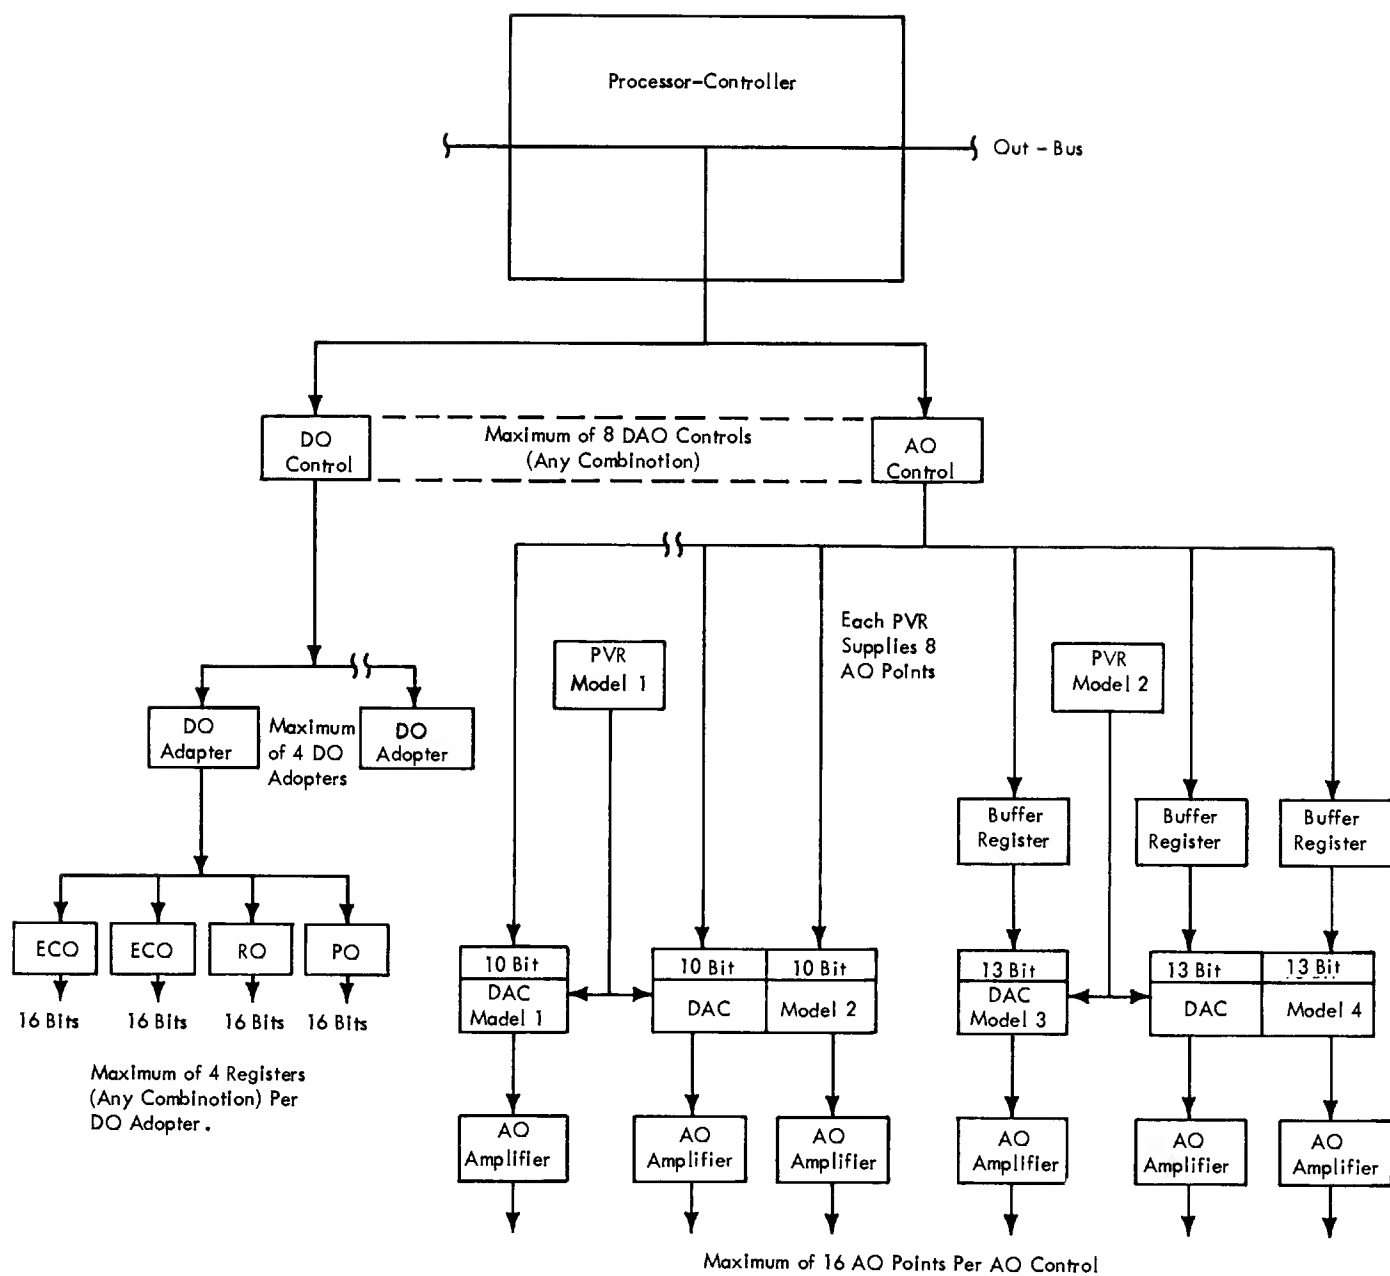 Processor-Controller
Out - Bus
DO
Control
Maximum of 8 DAO Controls
(Any Combination)
AO
Control
Each PVR
Supplies 8
AO Points
PVR
Model 1
PVR
Model 2
DO
Adapter
Maximum
of 4 DO
Adopters
DO
Adopter
Buffer
Register
Buffer
Register
Buffer
Register
ECO
ECO
RO
PO
16 Bits
16 Bits
16 Bits
16 Bits
10 Bit
DAC
Madel 1
10 Bit
10 Bit
DAC
Model 2
13 Bit
DAC
Model 3
13 Bit
13 Bit
DAC
Model 4
Maximum of 4 Registers
(Any Combination) Per
DO Adopter.
AO
Amplifier
AO
Amplifier
AO
Amplifier
AO
Amplifier
AO
Amplifier
AO
Amplifier
Maximum of 16 AO Points Per AO Control